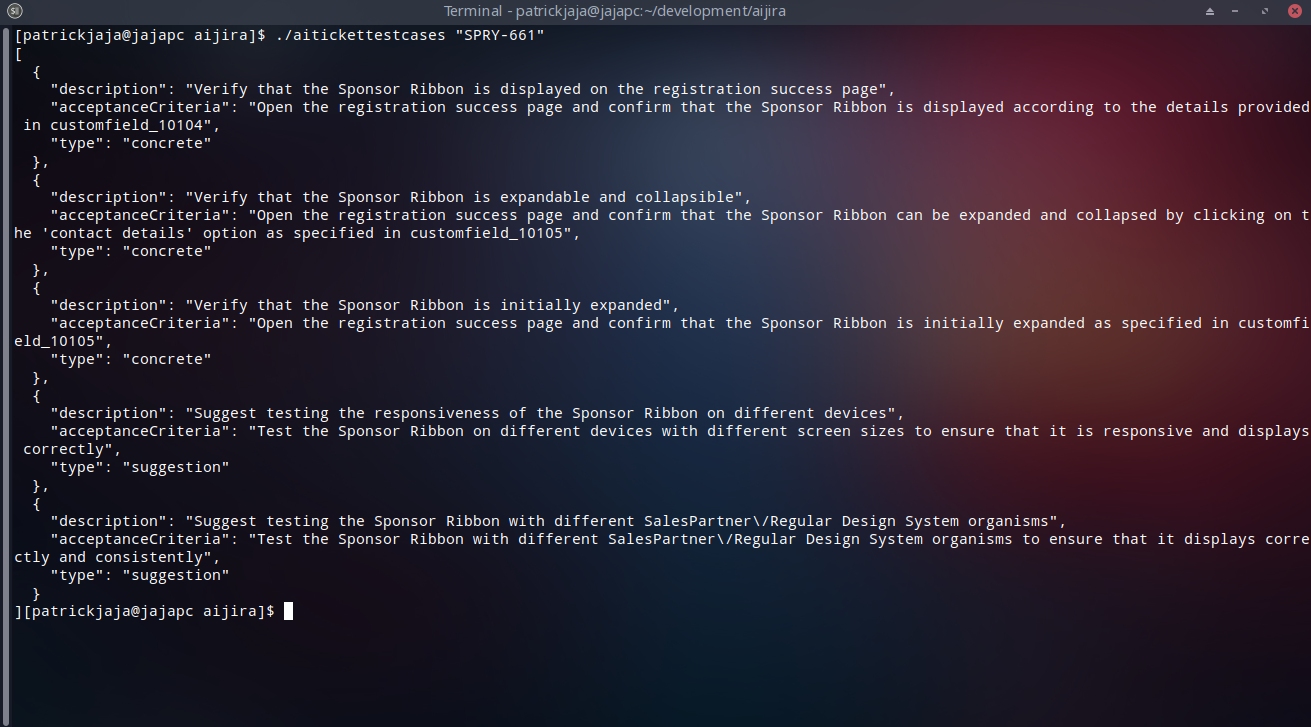 Terminal - patrickjaja@jajapc:~/development/aijira
[patrickjaja@jajapc aijira]$ ./aitickettestcases "SPRY-661"
[
  {
    "description": "Verify that the Sponsor Ribbon is displayed on the registration success page",
    "acceptanceCriteria": "Open the registration success page and confirm that the Sponsor Ribbon is displayed according to the details provided
 in customfield_10104",
    "type": "concrete"
  },
  {
    "description": "Verify that the Sponsor Ribbon is expandable and collapsible",
    "acceptanceCriteria": "Open the registration success page and confirm that the Sponsor Ribbon can be expanded and collapsed by clicking on t
he 'contact details' option as specified in customfield_10105",
    "type": "concrete"
  },
  {
    "description": "Verify that the Sponsor Ribbon is initially expanded",
    "acceptanceCriteria": "Open the registration success page and confirm that the Sponsor Ribbon is initially expanded as specified in customfi
eld_10105",
    "type": "concrete"
  },
  {
    "description": "Suggest testing the responsiveness of the Sponsor Ribbon on different devices",
    "acceptanceCriteria": "Test the Sponsor Ribbon on different devices with different screen sizes to ensure that it is responsive and displays
 correctly",
    "type": "suggestion"
  },
  {
    "description": "Suggest testing the Sponsor Ribbon with different SalesPartner\/Regular Design System organisms",
    "acceptanceCriteria": "Test the Sponsor Ribbon with different SalesPartner\/Regular Design System organisms to ensure that it displays corre
ctly and consistently",
    "type": "suggestion"
  }
][patrickjaja@jajapc aijira]$